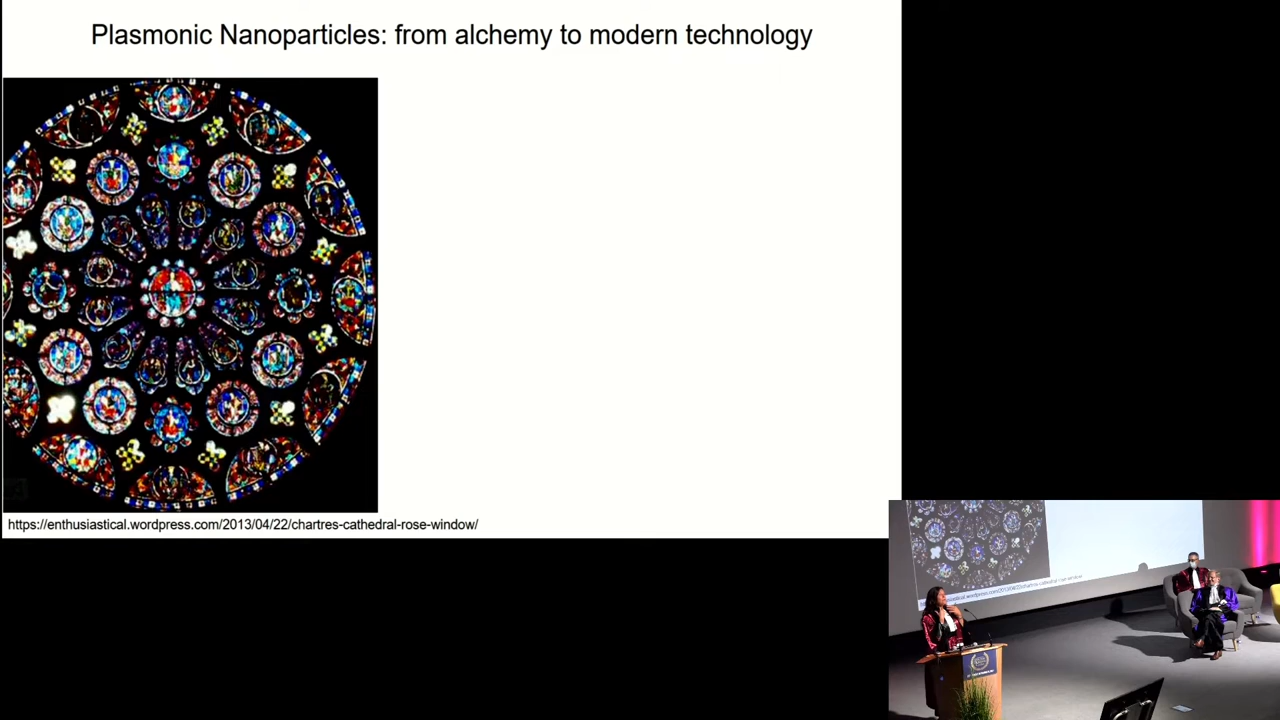 Plasmonic Nanoparticles: from alchemy to modern technology
https://enthusiastical.wordpress.com/2013/04/22/chartres-cathedral-rose-window/